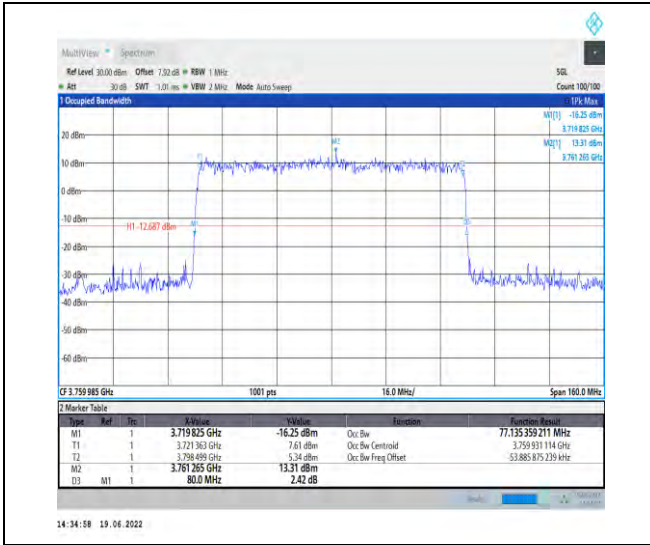 MultiView Spectrum
Ref Level 30.00 dBm Offset 7.92 dB RBW 1 MHz SGL
Att 30 dB SWT 1.01 ms VBW 2 MHz Mode Auto Sweep Count 100/100
1 Occupied Bandwidth 1Pk Max
M1[1] -16.25 dBm
3.719 825 GHz
M2[1] 13.31 dBm
3.761 265 GHz
20 dBm
M2
10 dBm
0 dBm
-10 dBm
H1 -12.687 dBm
-20 dBm
-30 dBm
-40 dBm
-50 dBm
-60 dBm
CF 3.759 985 GHz 1001 pts 16.0 MHz/ Span 160.0 MHz
2 Marker Table
Type Ref Trc X-Value Y-Value Function Function Result
M1 1 3.719 825 GHz -16.25 dBm Occ Bw 77.135 359 211 MHz
T1 1 3.721 363 GHz 7.61 dBm Occ Bw Centroid 3.759 931 114 GHz
T2 1 3.798 499 GHz 5.34 dBm Occ Bw Freq Offset -53.885 875 239 kHz
M2 1 3.761 265 GHz 13.31 dBm
D3 M1 1 80.0 MHz 2.42 dB
14:34:58 19.06.2022